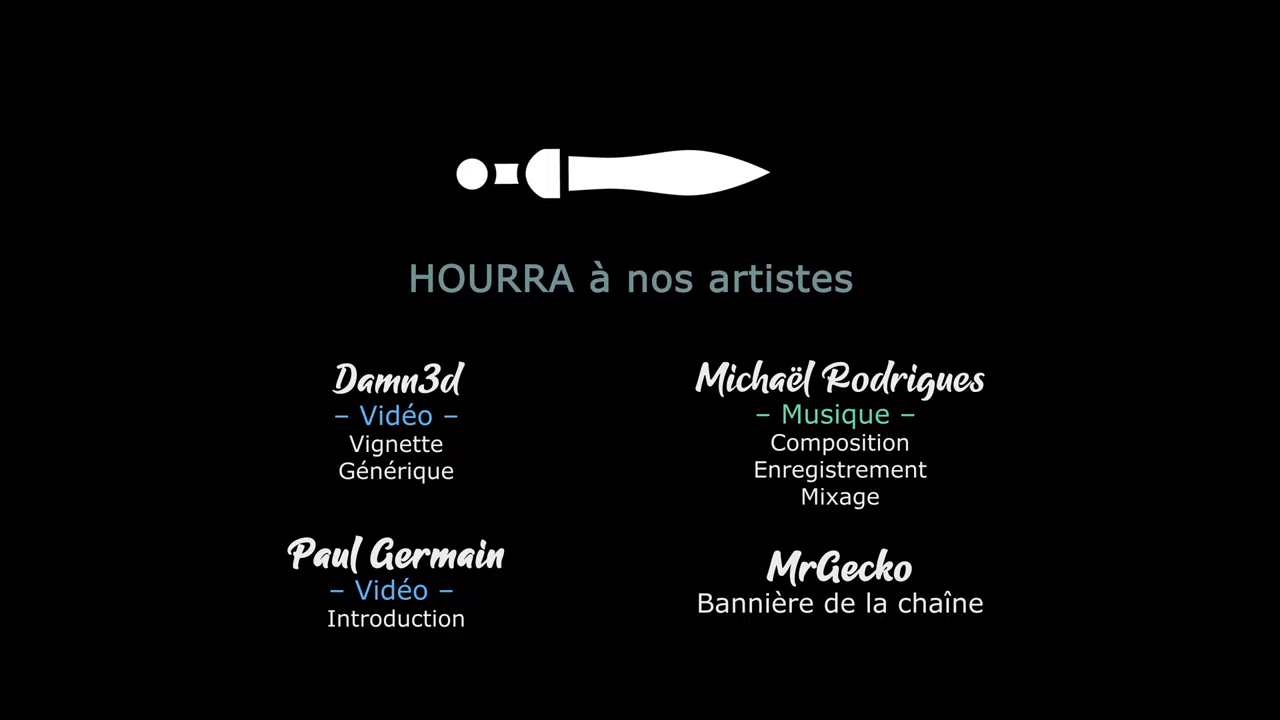 HOURRA à nos artistes
Damn3d
– Vidéo –
Vignette
Générique
Michaël Rodrigues
– Musique –
Composition
Enregistrement
Mixage
Paul Germain
– Vidéo –
Introduction
MrGecko
Bannière de la chaîne